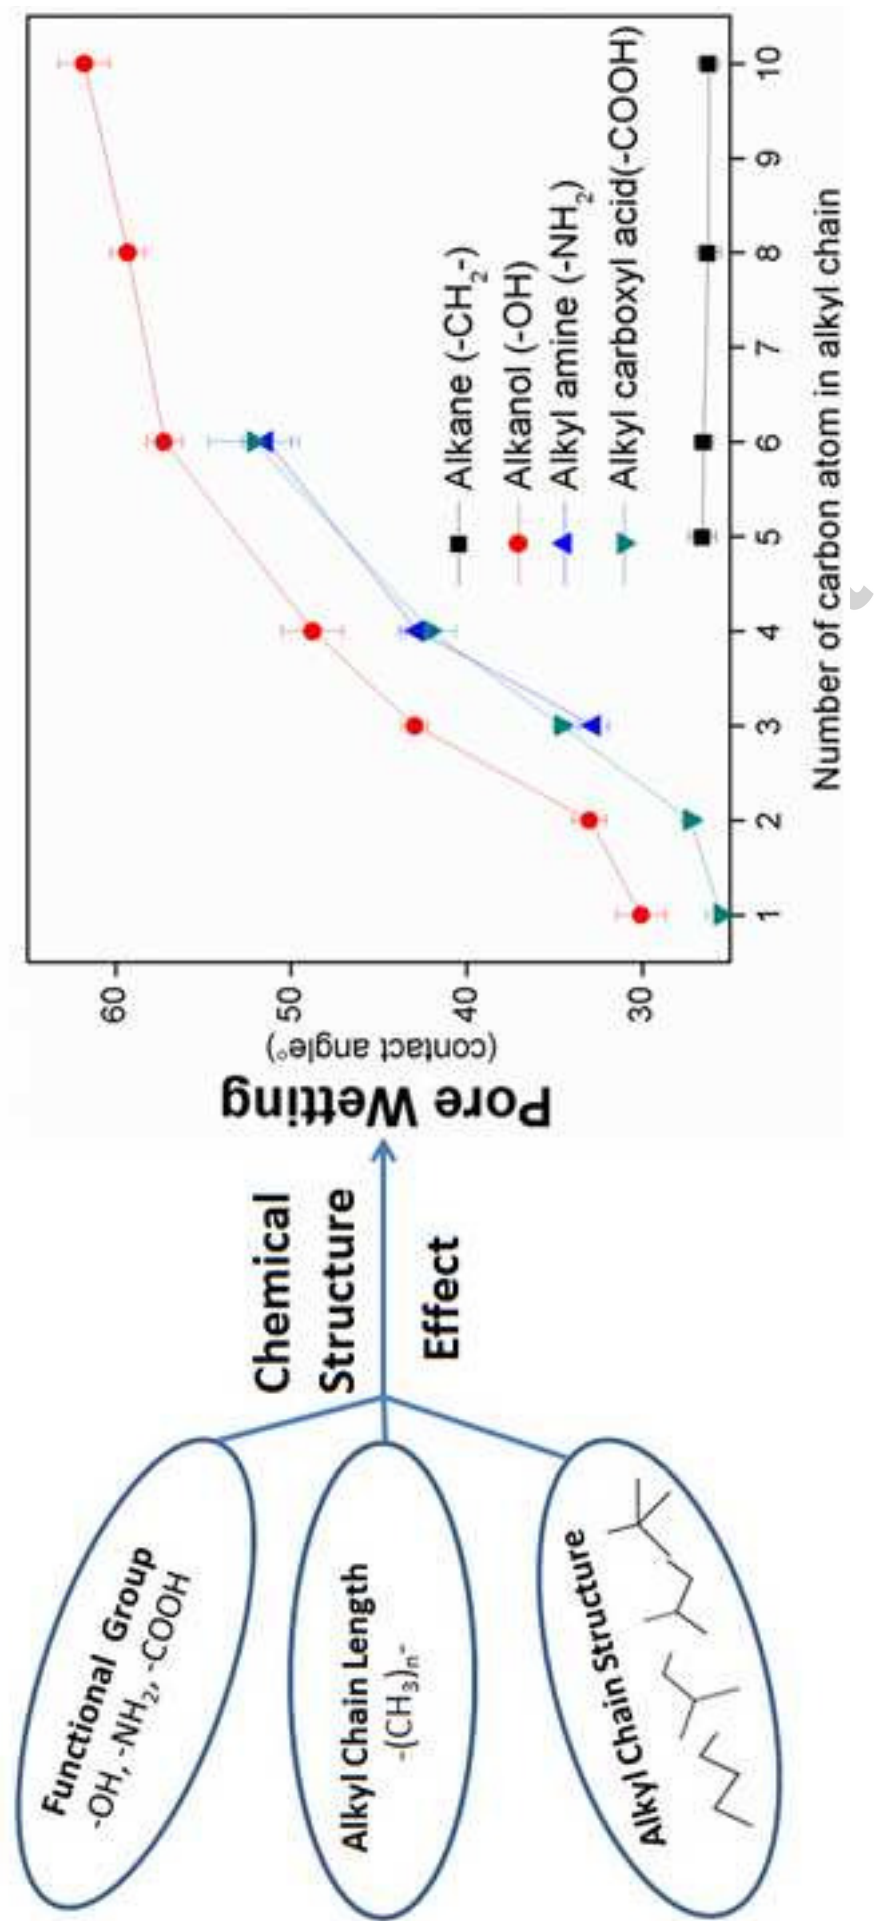 Functional Group
-OH, -NH₂, -COOH
Alkyl Chain Length
-(CH₃)ₙ-
Alkyl Chain Structure
Chemical
Structure
Effect
Pore Wetting
(contact angle°)
60
50
40
30
Alkane (-CH₂-)
Alkanol (-OH)
Alkyl amine (-NH₂)
Alkyl carboxyl acid(-COOH)
1 2 3 4 5 6 7 8 9 10
Number of carbon atom in alkyl chain